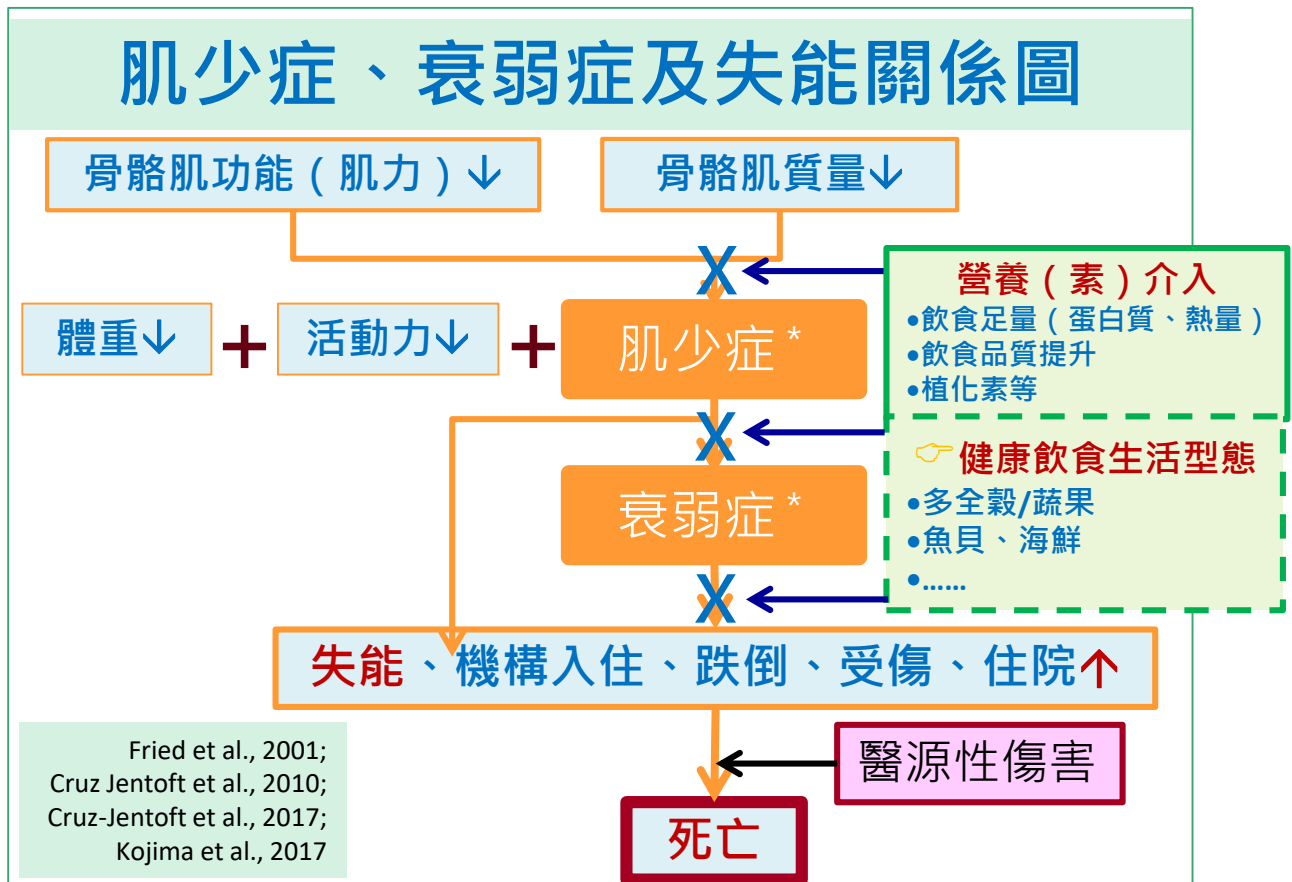 肌少症、衰弱症及失能關係圖
骨骼肌功能（肌力）↓
骨骼肌質量↓
X
營養（素）介入
•飲食足量（蛋白質、熱量）
•飲食品質提升
•植化素等
體重↓ + 活動力↓ + 肌少症*
X
👉健康飲食生活型態
•多全穀/蔬果
•魚貝、海鮮
•……
衰弱症*
X
失能、機構入住、跌倒、受傷、住院↑
醫源性傷害
死亡
Fried et al., 2001;
Cruz Jentoft et al., 2010;
Cruz-Jentoft et al., 2017;
Kojima et al., 2017